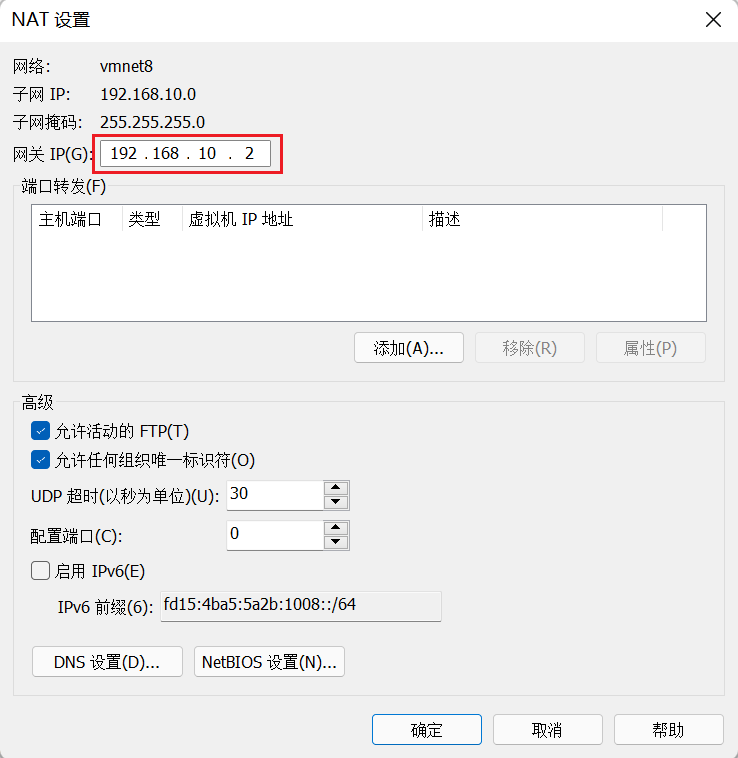 NAT 设置
网络: vmnet8
子网 IP: 192.168.10.0
子网掩码: 255.255.255.0
网关 IP(G): 192 . 168 . 10 . 2
端口转发(F)
主机端口 类型 虚拟机 IP 地址 描述
添加(A)... 移除(R) 属性(P)
高级
允许活动的 FTP(T)
允许任何组织唯一标识符(O)
UDP 超时(以秒为单位)(U): 30
配置端口(C): 0
启用 IPv6(E)
IPv6 前缀(6): fd15:4ba5:5a2b:1008::/64
DNS 设置(D)... NetBIOS 设置(N)...
确定 取消 帮助